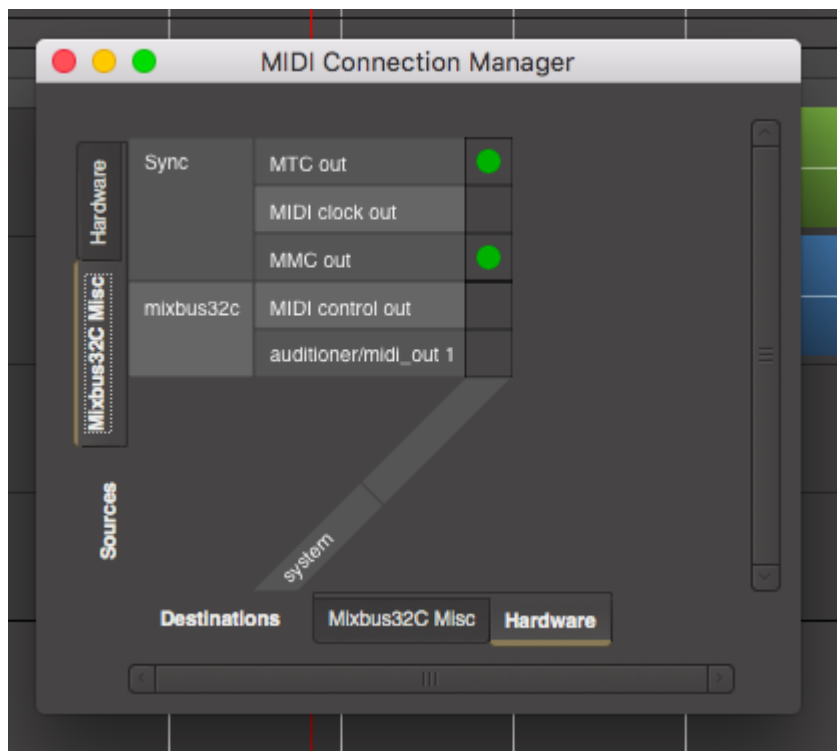 MIDI Connection Manager
Hardware
Mixbus32C Misc
Sources
Sync
MTC out
MIDI clock out
MMC out
mixbus32c
MIDI control out
auditioner/midi_out 1
system
Destinations
Mixbus32C Misc
Hardware